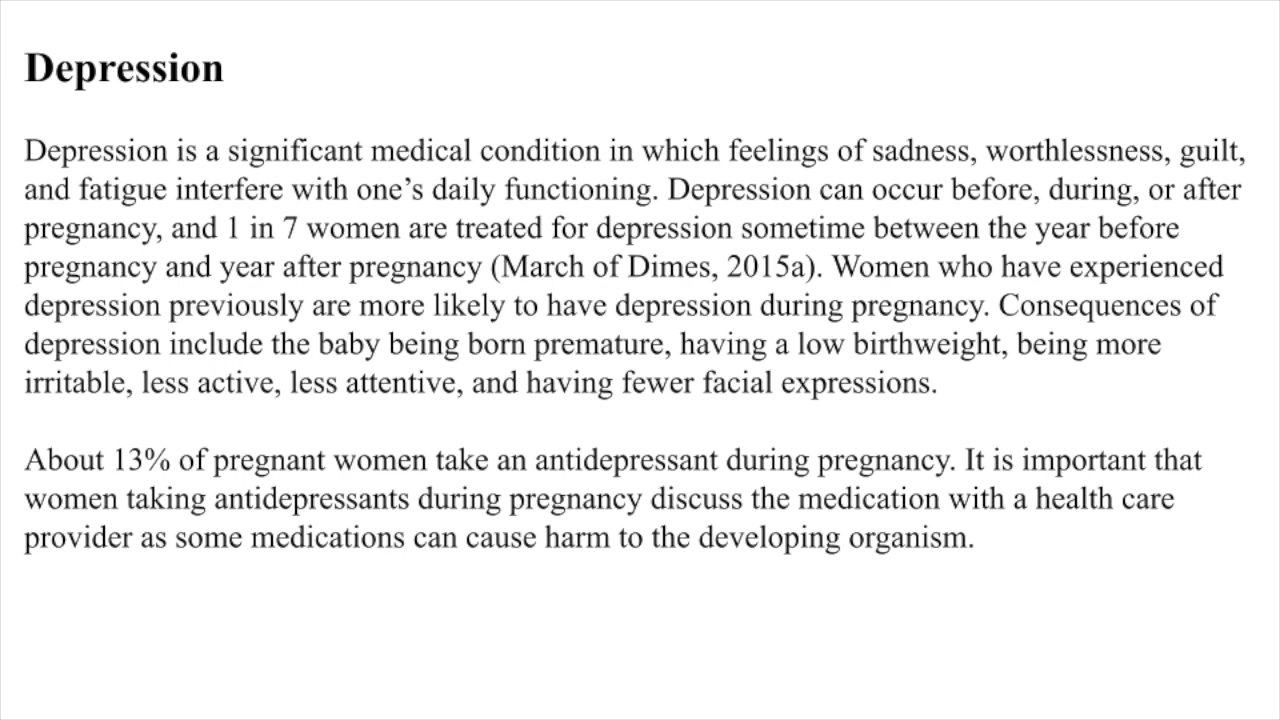 Depression
Depression is a significant medical condition in which feelings of sadness, worthlessness, guilt,
and fatigue interfere with one’s daily functioning. Depression can occur before, during, or after
pregnancy, and 1 in 7 women are treated for depression sometime between the year before
pregnancy and year after pregnancy (March of Dimes, 2015a). Women who have experienced
depression previously are more likely to have depression during pregnancy. Consequences of
depression include the baby being born premature, having a low birthweight, being more
irritable, less active, less attentive, and having fewer facial expressions.
About 13% of pregnant women take an antidepressant during pregnancy. It is important that
women taking antidepressants during pregnancy discuss the medication with a health care
provider as some medications can cause harm to the developing organism.